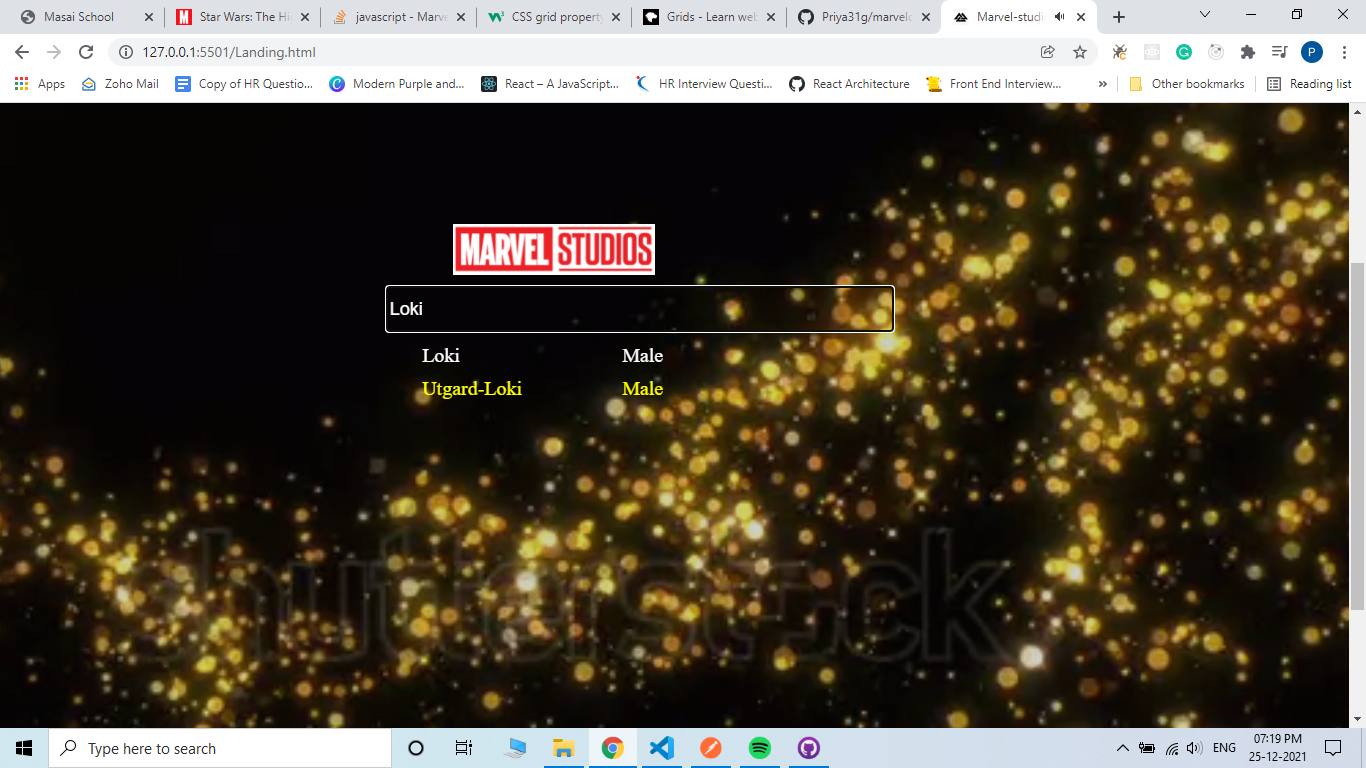 Masai School
Star Wars: The Hi
javascript - Marve
CSS grid property
Grids - Learn web
Priya31g/marvelc
Marvel-studi
127.0.0.1:5501/Landing.html
P
Apps
Zoho Mail
Copy of HR Questio...
Modern Purple and...
React – A JavaScript...
HR Interview Questi...
React Architecture
Front End Interview...
»
Other bookmarks
Reading list
MARVEL STUDIOS
Loki
Loki Male
Utgard-Loki Male
shutterstock
Type here to search
ENG
07:19 PM
25-12-2021